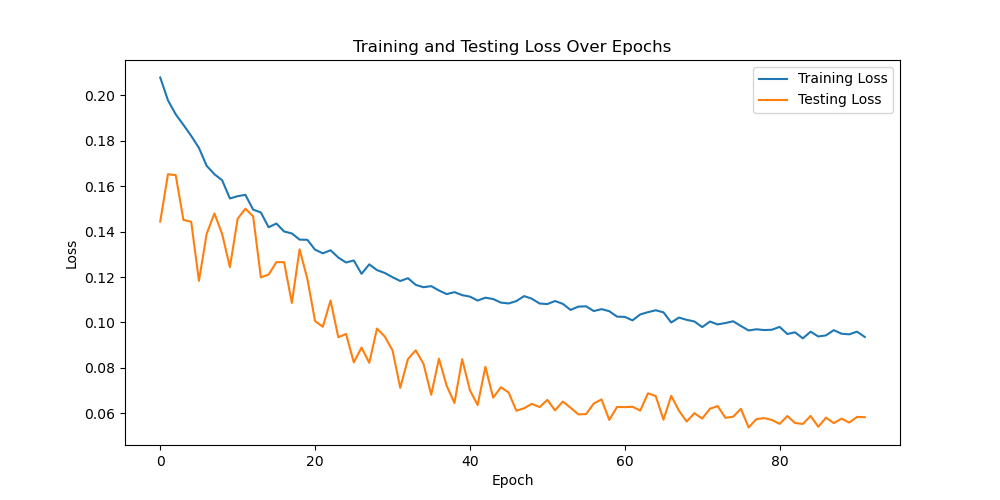 Training and Testing Loss Over Epochs
Training Loss
Testing Loss
0.20
0.18
0.16
0.14
0.12
0.10
0.08
0.06
Loss
0 20 40 60 80
Epoch